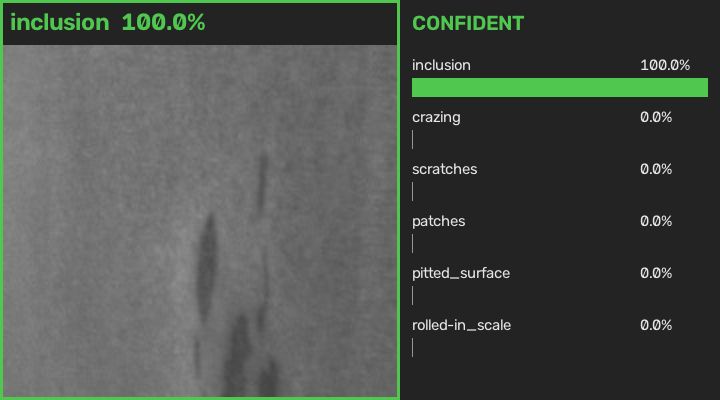 inclusion 100.0%
CONFIDENT
inclusion 100.0%
crazing 0.0%
scratches 0.0%
patches 0.0%
pitted_surface 0.0%
rolled-in_scale 0.0%